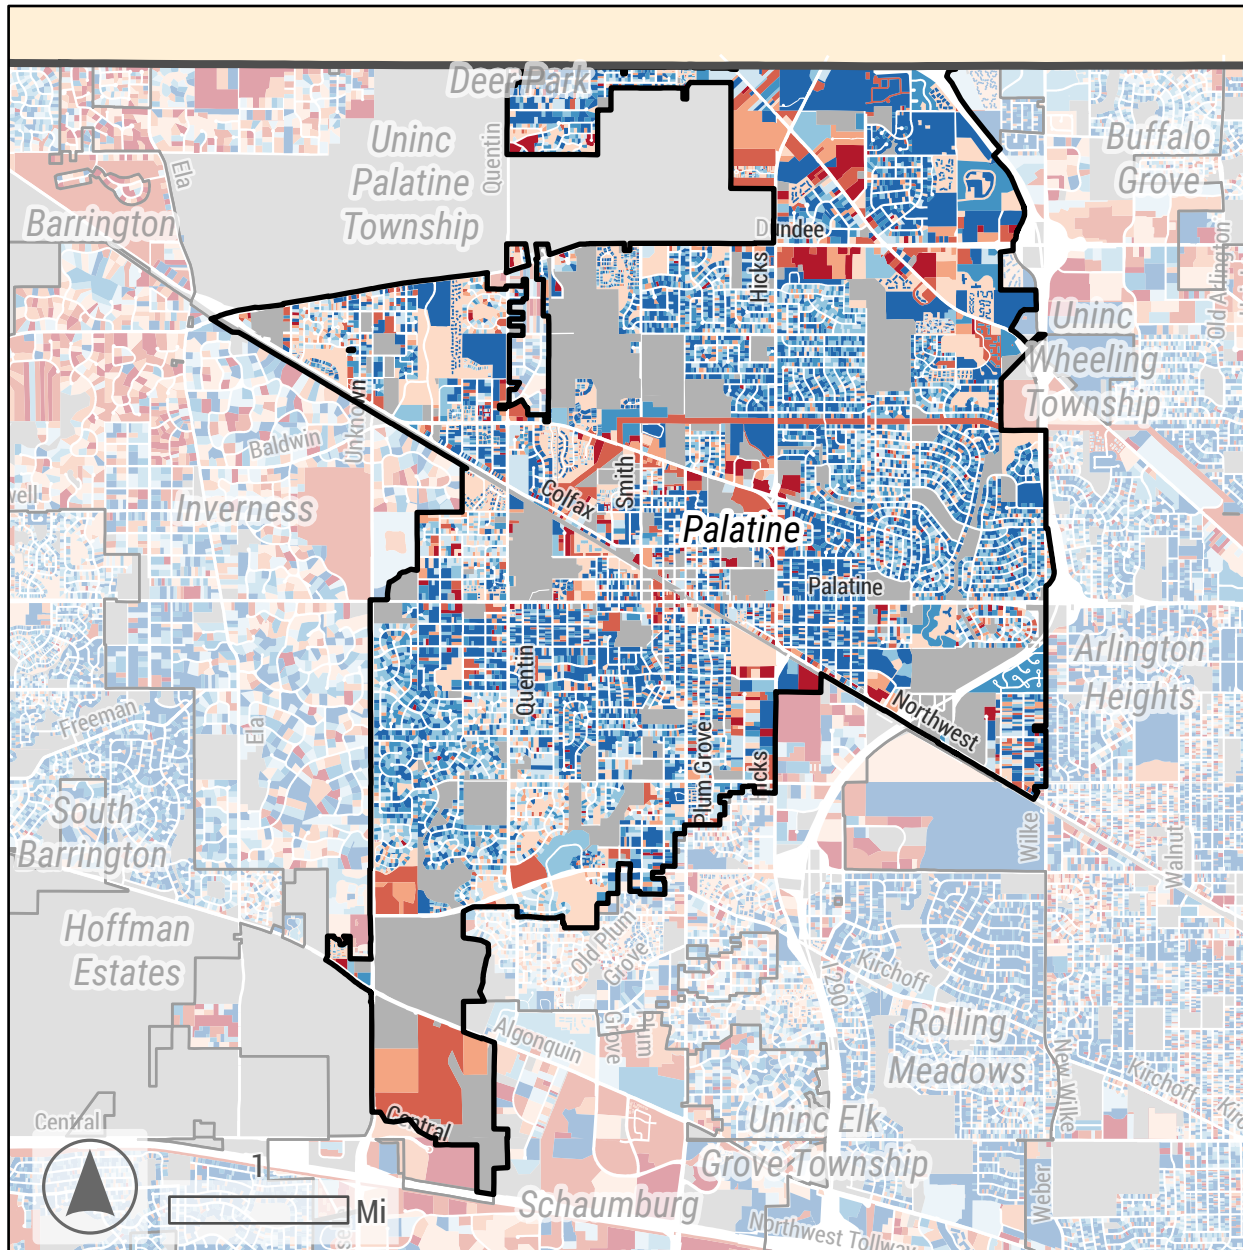 Deer Park
Uninc
Palatine
Township
Quentin
Ela
Barrington
Buffalo
Grove
Old Arlington
Dundee
Hicks
Uninc
Wheeling
Township
Unknown
Baldwin
well
Inverness
Colfax
Smith
Palatine
Palatine
Quentin
Arlington
Heights
Freeman
Ela
Northwest
Plum Grove
Hicks
South
Barrington
Wilke
Walnut
Hoffman
Estates
Old Plum
Grove
Kirchoff
290
Algonquin
Plum
Grove
Rolling
Meadows
New Wilke
Kirchoff
Kirc
Central
Central
Uninc Elk
Grove Township
Weber
1
Mi
Schaumburg
Northwest Tollway